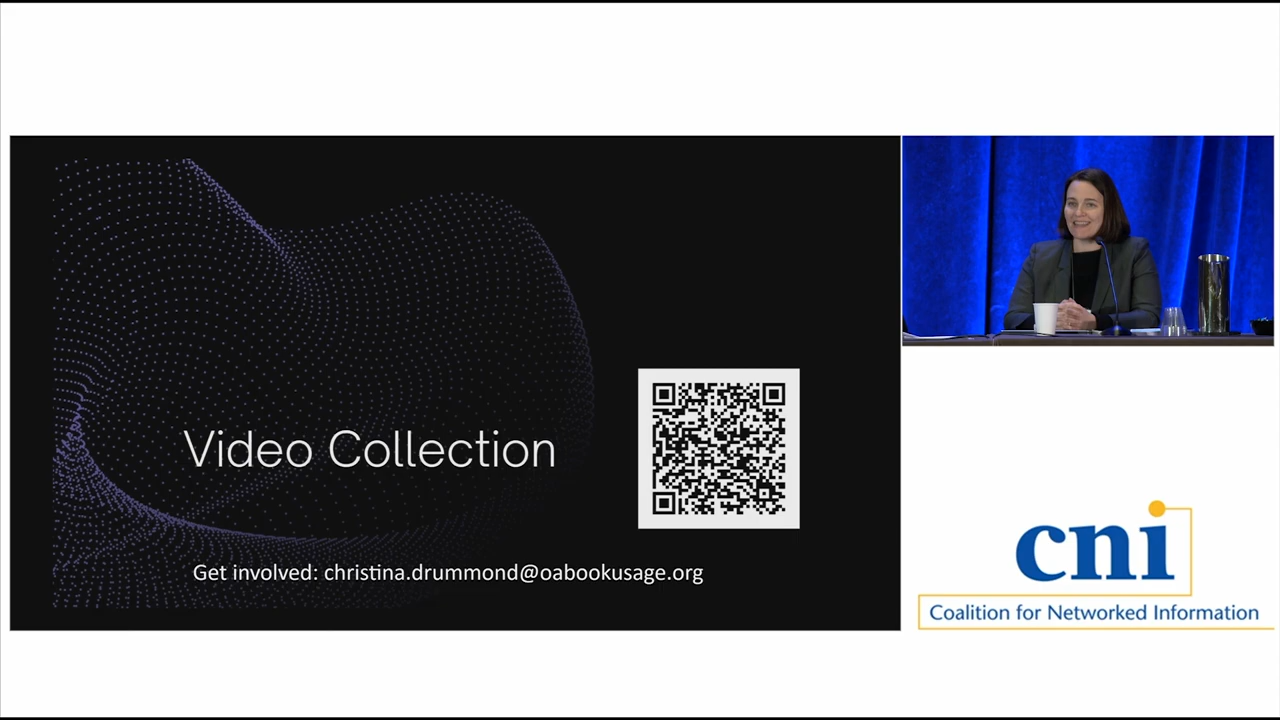 Video Collection
Get involved: christina.drummond@oabookusage.org
cni
Coalition for Networked Information